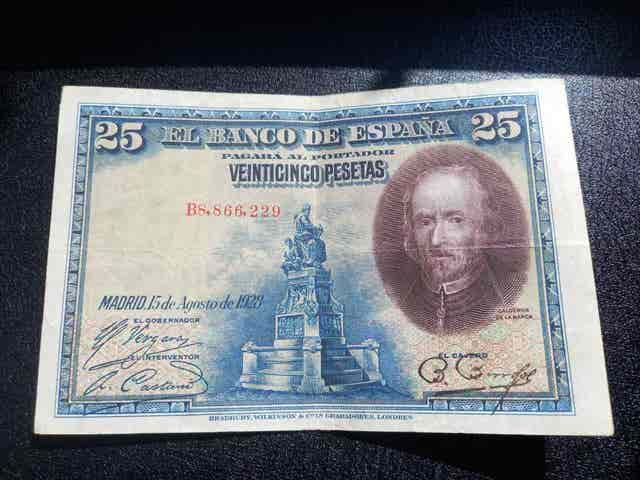 25 EL BANCO DE ESPAÑA 25
PAGARÁ AL PORTADOR
VEINTICINCO PESETAS
B8,866,229
MADRID, 15 de Agosto de 1928
CALDERON
DE LA BARCA
EL GOBERNADOR
EL INTERVENTOR
EL CAJERO
BRADBURY, WILKINSON & Cº Lº GRABADORES, LONDRES